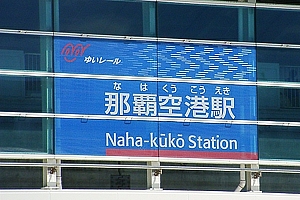 ゆいレール
な は くう こう えき
那覇空港駅
Naha-kūkō Station